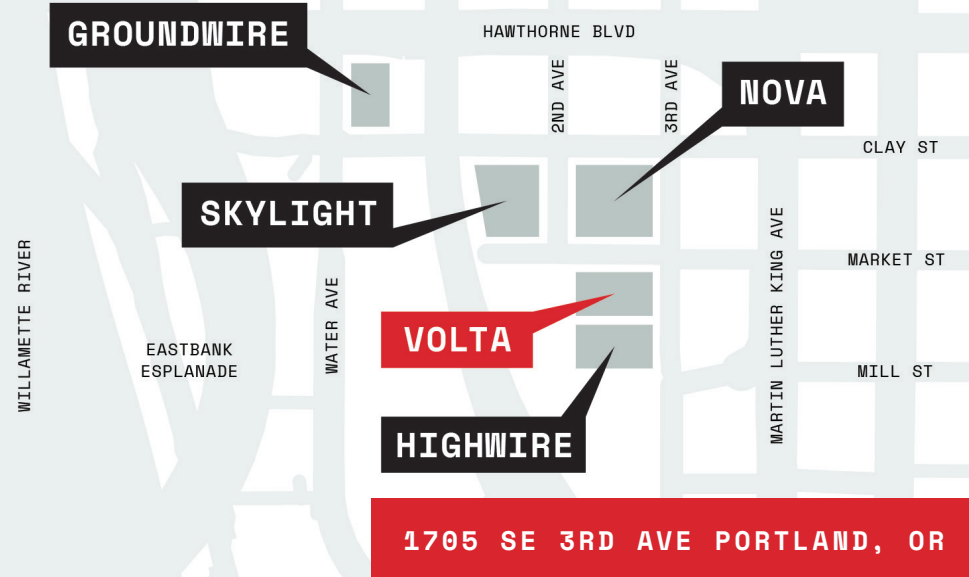 GROUNDWIRE
HAWTHORNE BLVD
2ND AVE
3RD AVE
NOVA
CLAY ST
SKYLIGHT
WILLAMETTE RIVER
WATER AVE
MARTIN LUTHER KING AVE
MARKET ST
VOLTA
EASTBANK
ESPLANADE
MILL ST
HIGHWIRE
1705 SE 3RD AVE PORTLAND, OR